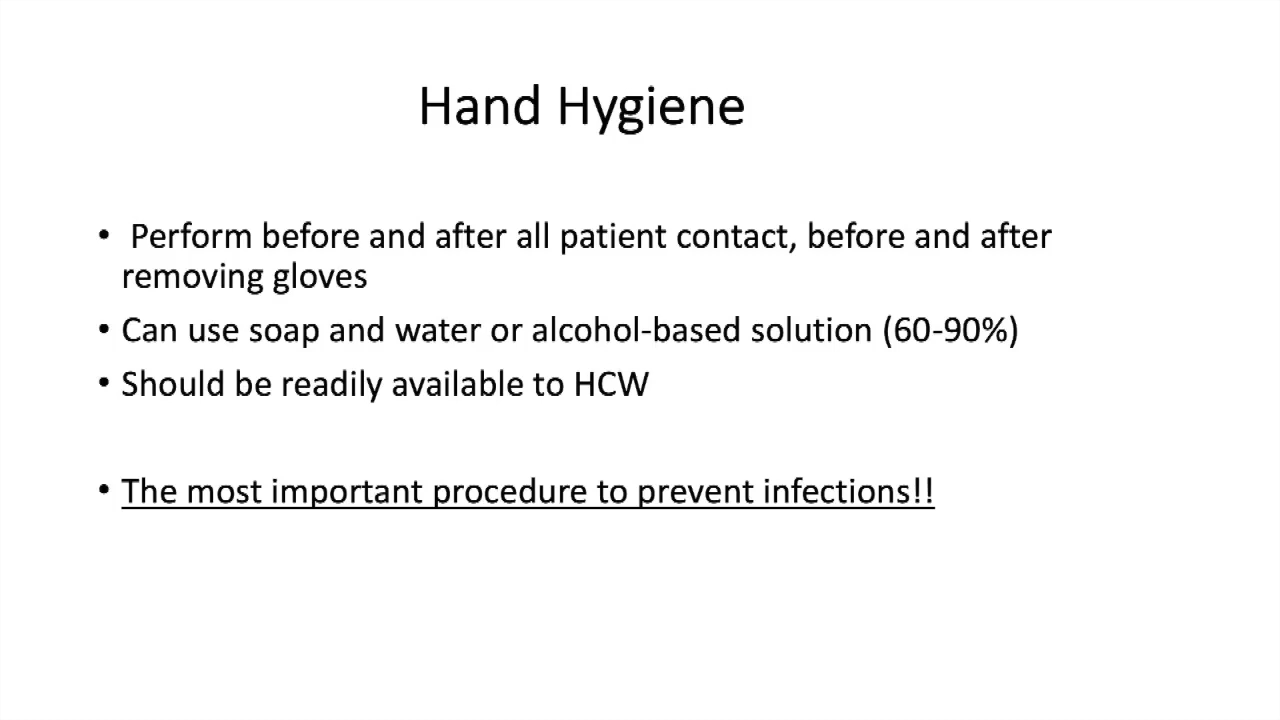 Hand Hygiene
• Perform before and after all patient contact, before and after
removing gloves
• Can use soap and water or alcohol-based solution (60-90%)
• Should be readily available to HCW
• The most important procedure to prevent infections!!